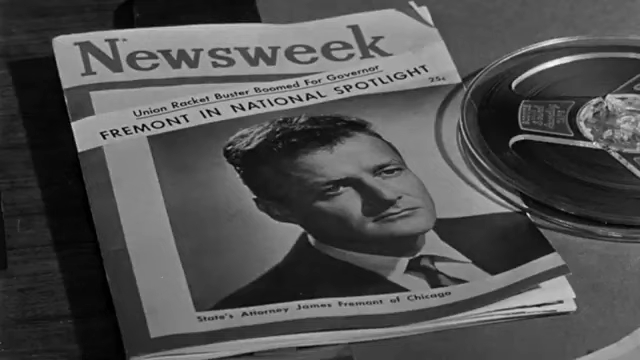 Newsweek
Union Racket Buster Boomed For Governor
FREMONT IN NATIONAL SPOTLIGHT
25¢
State's Attorney James Fremont of Chicago